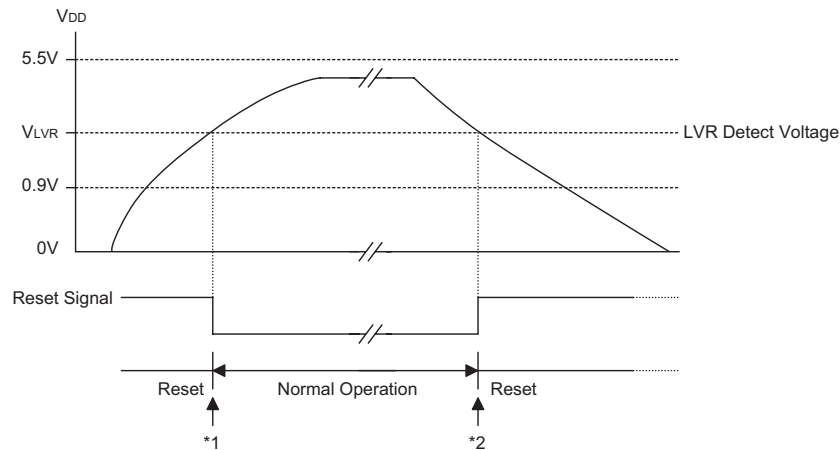 VDD
5.5V
VLVR
LVR Detect Voltage
0.9V
0V
Reset Signal
Reset
Normal Operation
Reset
*1
*2